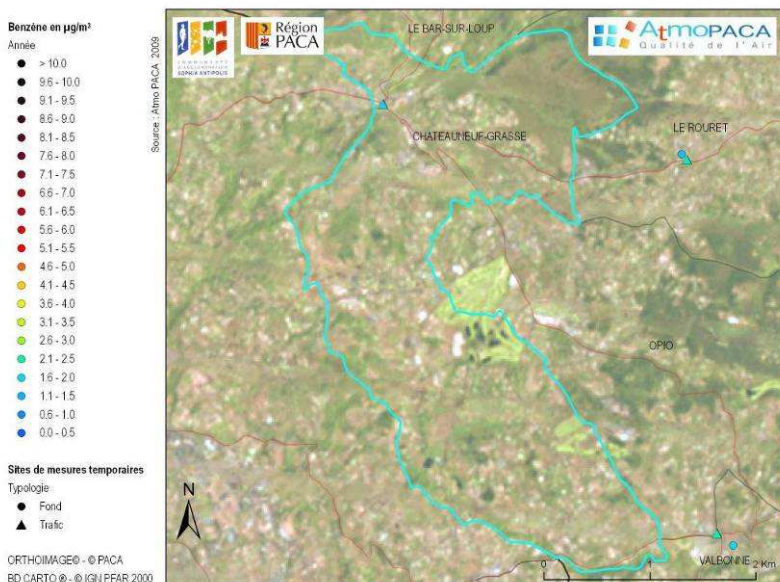 Benzène en µg/m³
Année
> 10.0
9.6 - 10.0
9.1 - 9.5
8.6 - 9.0
8.1 - 8.5
7.6 - 8.0
7.1 - 7.5
6.6 - 7.0
6.1 - 6.5
5.6 - 6.0
5.1 - 5.5
4.6 - 5.0
4.1 - 4.5
3.6 - 4.0
3.1 - 3.5
2.6 - 3.0
2.1 - 2.5
1.6 - 2.0
1.1 - 1.5
0.6 - 1.0
0.0 - 0.5
Sites de mesures temporaires
Typologie
Fond
Trafic
ORTHOIMAGE© - © PACA
BD CARTO ® - © IGN PFAR 2000
Source : Atmo PACA, 2009
SOPHIA ANTIPOLIS
Région
PACA
LE BAR-SUR-LOUP
AtmoPACA
Qualité de l'Air
CHATEAUNEUF-GRASSE
LE ROURET
OPIO
VALBONNE
N
0 1 2 Km